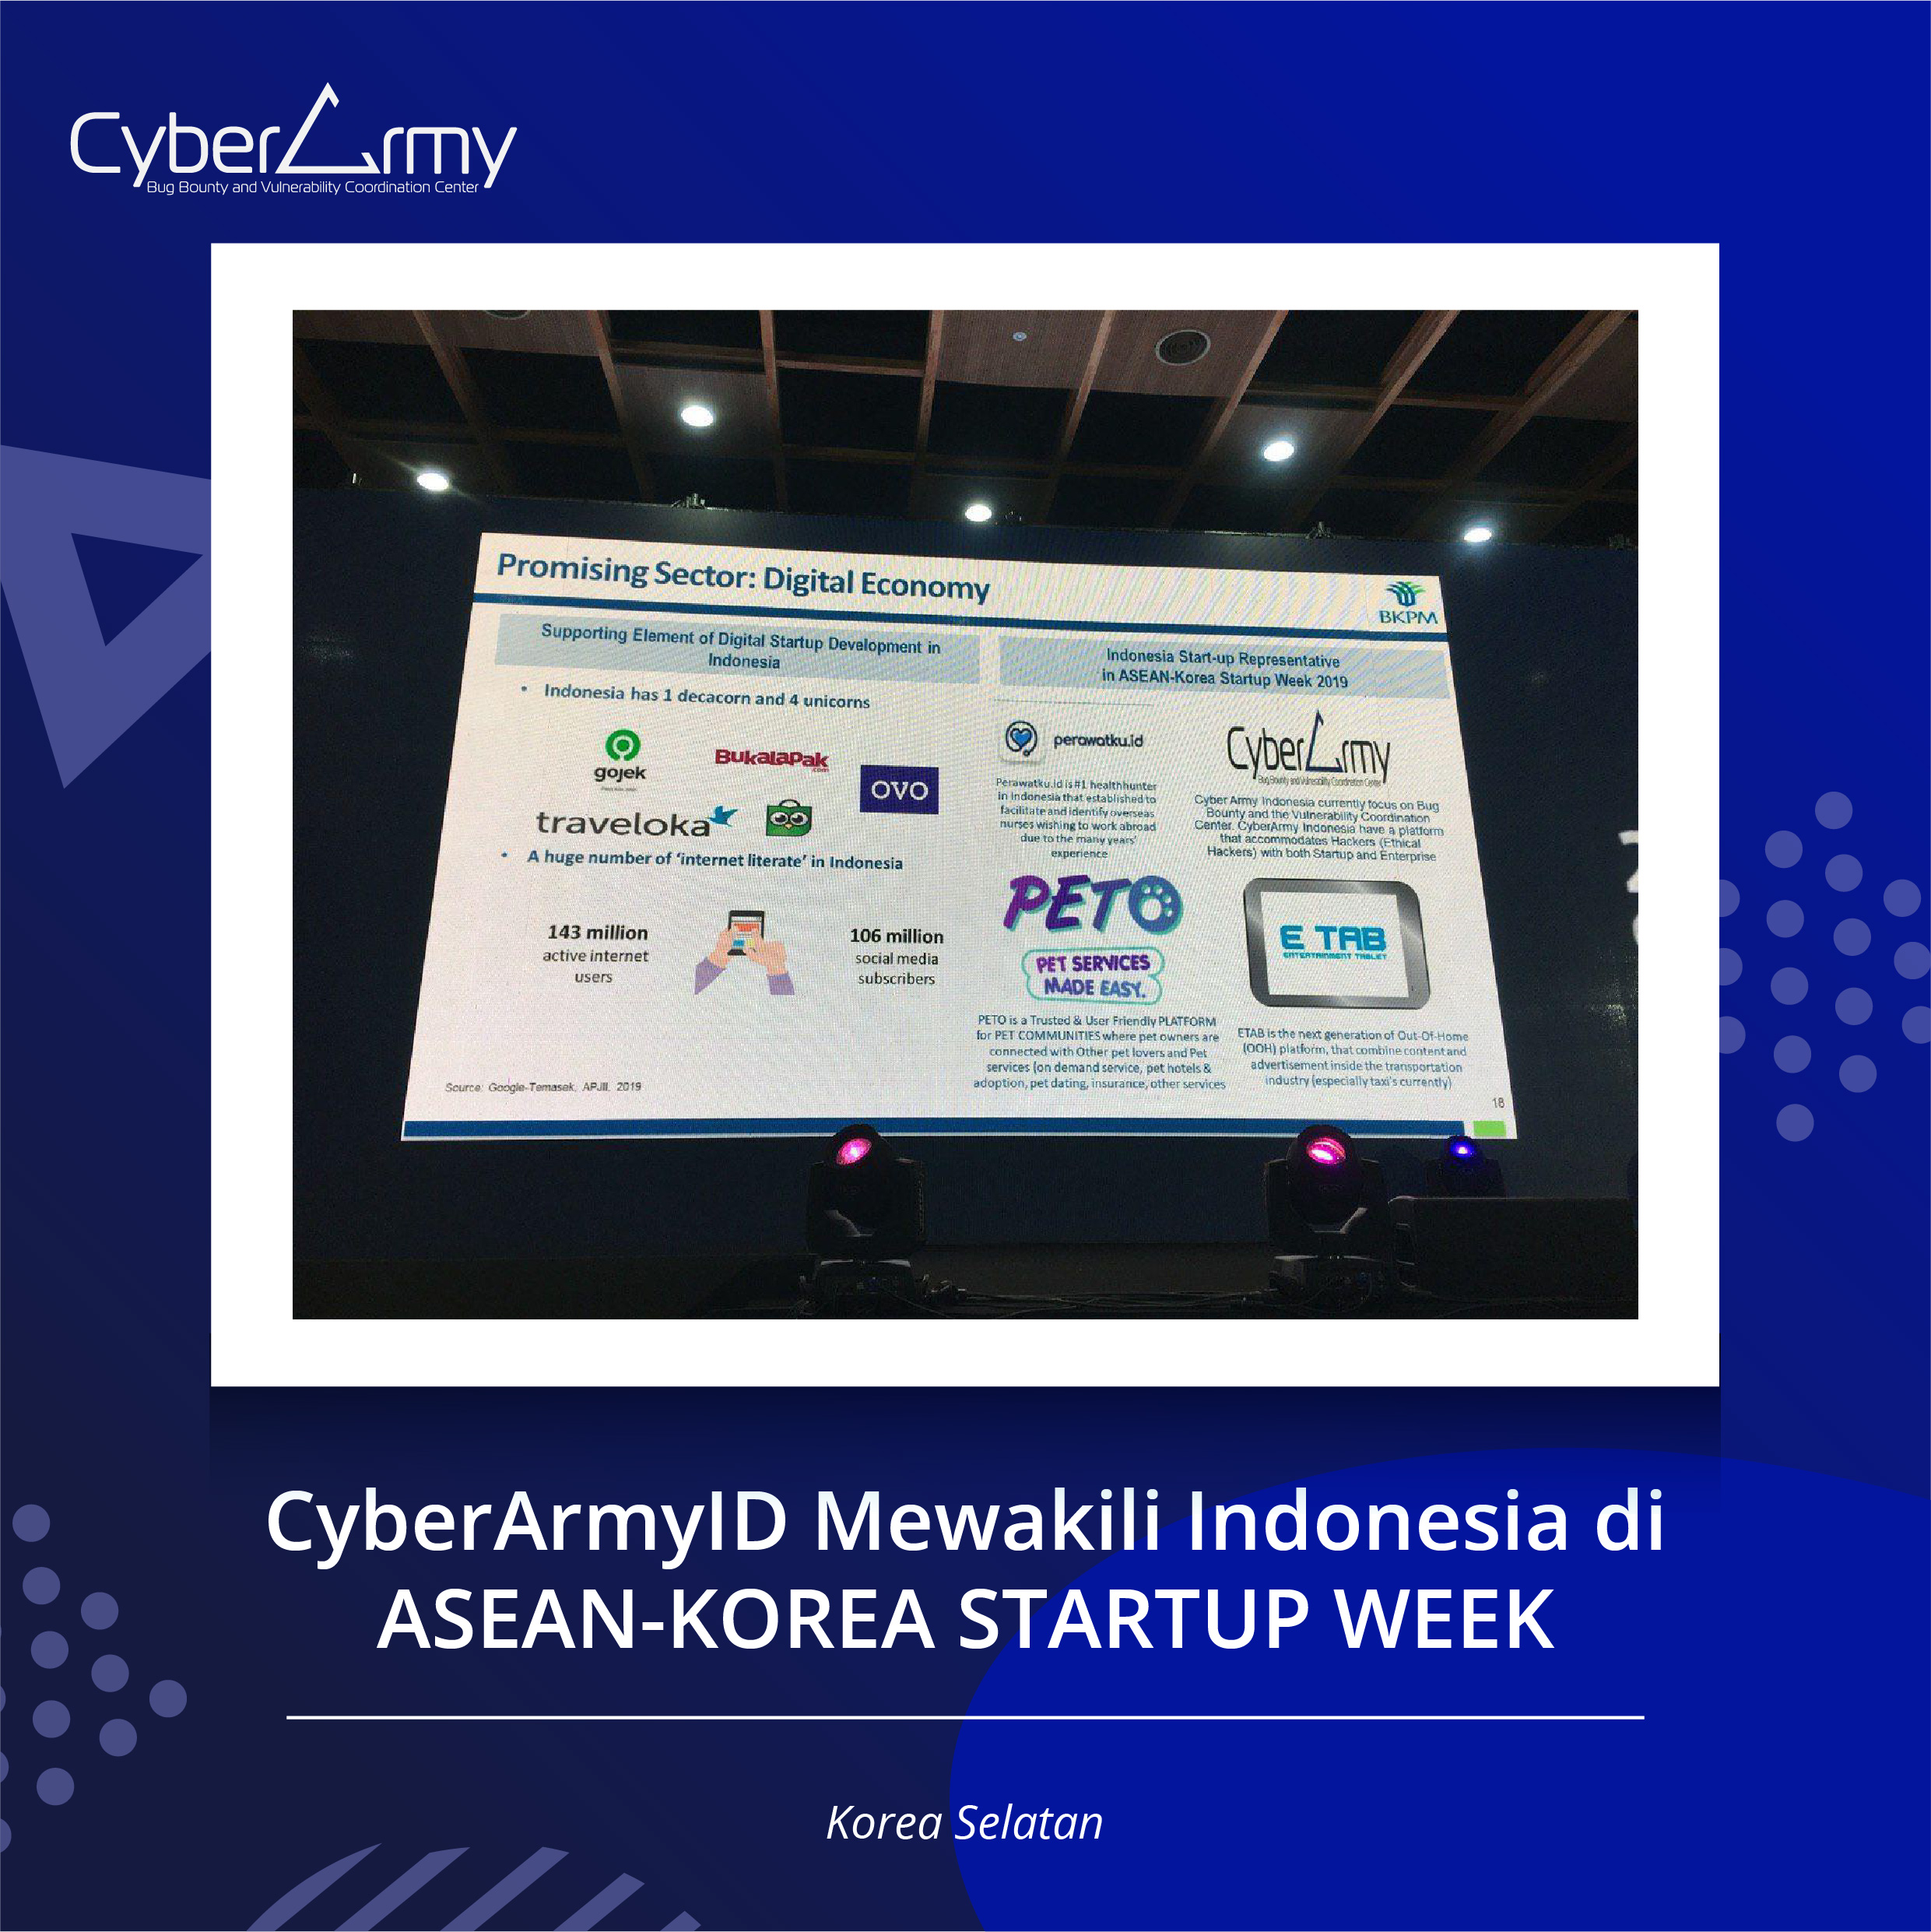 CyberArmy
Bug Bounty and Vulnerability Coordination Center
Promising Sector: Digital Economy
BKPM
Supporting Element of Digital Startup Development in
Indonesia
• Indonesia has 1 decacorn and 4 unicorns
gojek
BukalaPak
.com
OVO
traveloka
• A huge number of ‘internet literate’ in Indonesia
143 million
active internet
users
106 million
social media
subscribers
Source: Google-Temasek, APJII, 2019
Indonesia Start-up Representative
in ASEAN-Korea Startup Week 2019
perawatku.id
Perawatku.id is #1 healthhunter
in Indonesia that established to
facilitate and identify overseas
nurses wishing to work abroad
due to the many years'
experience
CyberArmy
Bug Bounty and Vulnerability Coordination Center
Cyber Army Indonesia currently focus on Bug
Bounty and the Vulnerability Coordination
Center. CyberArmy Indonesia have a platform
that accommodates Hackers (Ethical
Hackers) with both Startup and Enterprise
PETO
PET SERVICES
MADE EASY.
PETO is a Trusted & User Friendly PLATFORM
for PET COMMUNITIES where pet owners are
connected with Other pet lovers and Pet
services (on demand service, pet hotels &
adoption, pet dating, insurance, other services
E TAB
ENTERTAINMENT TABLET
ETAB is the next generation of Out-Of-Home
(OOH) platform, that combine content and
advertisement inside the transportation
industry (especially taxi's currently)
18
CyberArmyID Mewakili Indonesia di
ASEAN-KOREA STARTUP WEEK
Korea Selatan